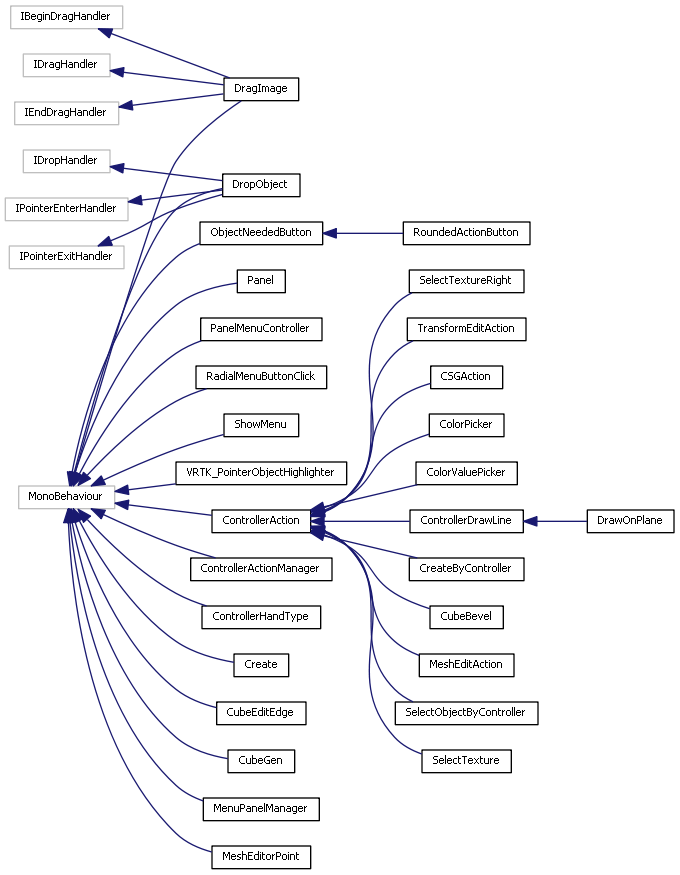 IBeginDragHandler
IDragHandler
DragImage
IEndDragHandler
IDropHandler
DropObject
IPointerEnterHandler
ObjectNeededButton
RoundedActionButton
IPointerExitHandler
Panel
SelectTextureRight
PanelMenuController
TransformEditAction
RadialMenuButtonClick
CSGAction
ShowMenu
ColorPicker
VRTK_PointerObjectHighlighter
ColorValuePicker
MonoBehaviour
ControllerAction
ControllerDrawLine
DrawOnPlane
ControllerActionManager
CreateByController
ControllerHandType
CubeBevel
Create
MeshEditAction
CubeEditEdge
SelectObjectByController
CubeGen
SelectTexture
MenuPanelManager
MeshEditorPoint